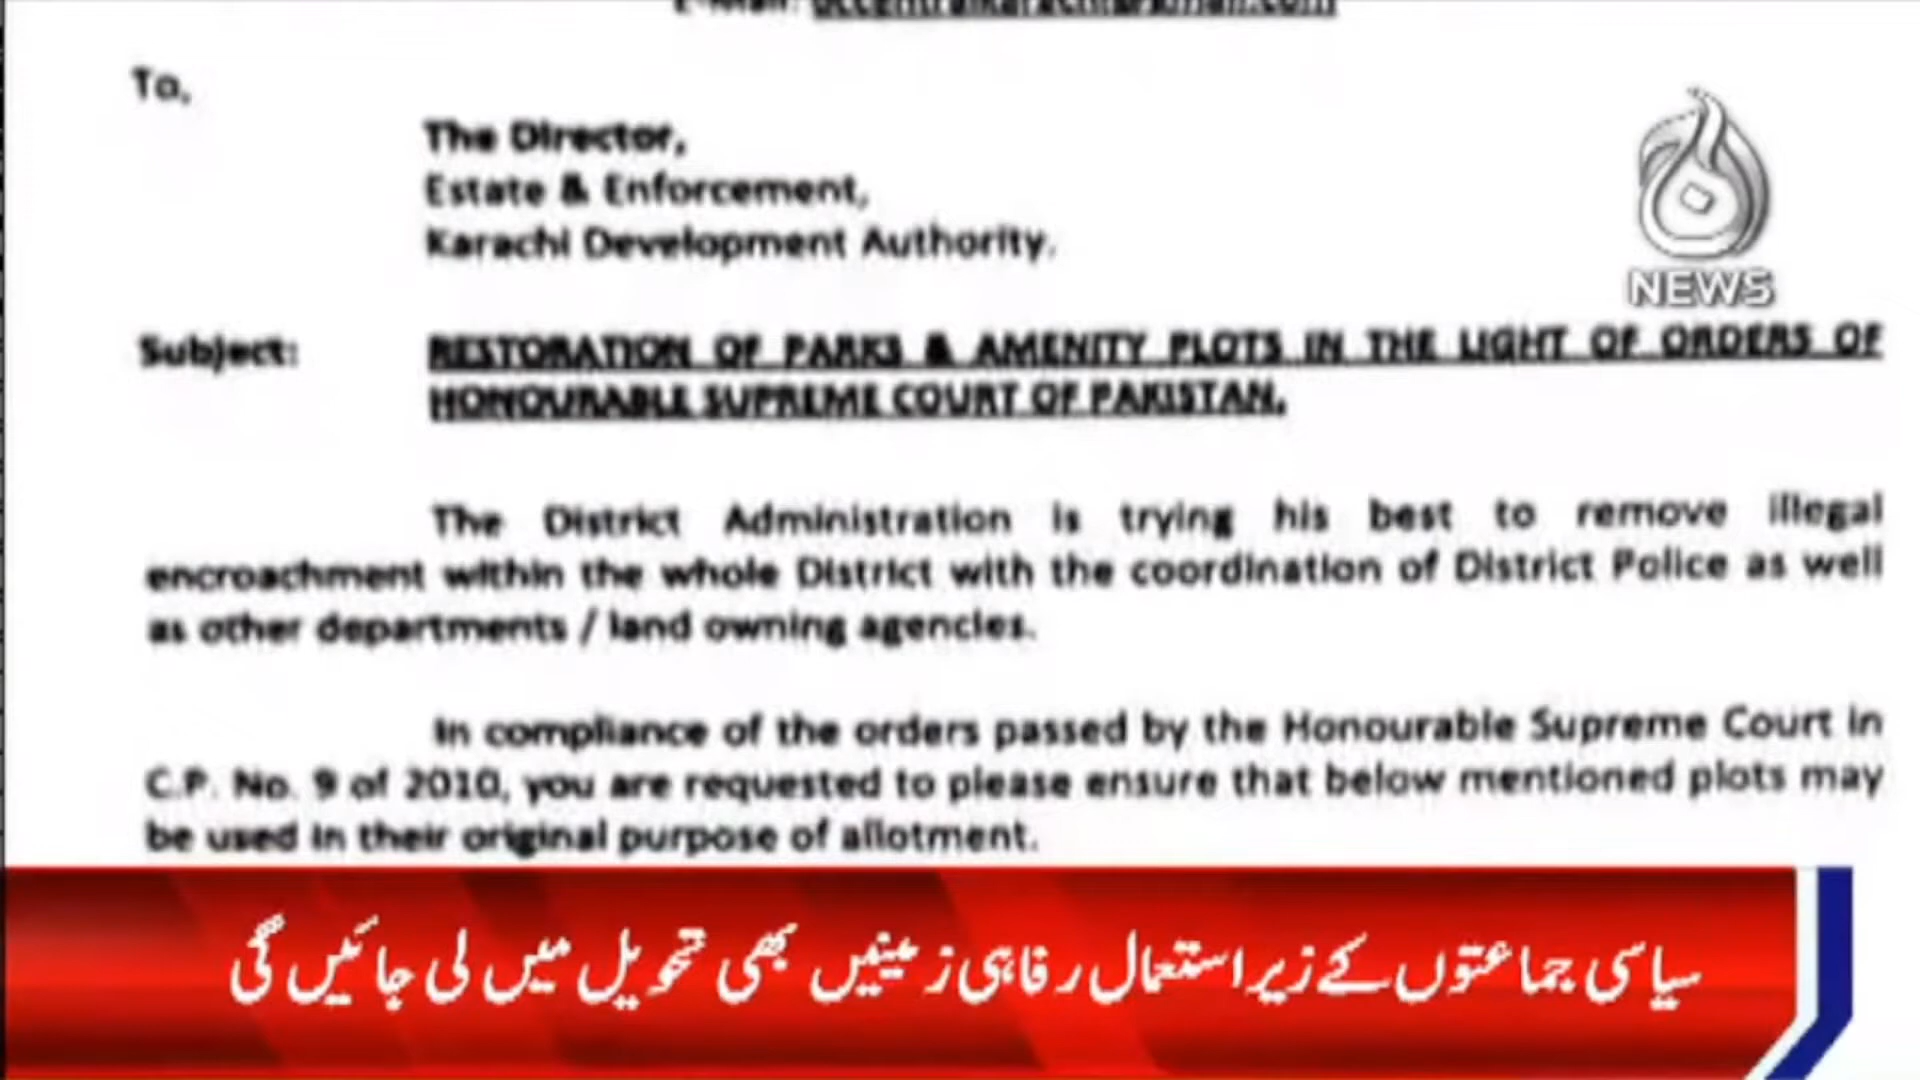 E-Mail: dccentralkarachi@gmail.com
To,
The Director,
Estate & Enforcement,
Karachi Development Authority.
NEWS
Subject: RESTORATION OF PARKS & AMENITY PLOTS IN THE LIGHT OF ORDERS OF
HONOURABLE SUPREME COURT OF PAKISTAN.
The District Administration is trying his best to remove illegal
encroachment within the whole District with the coordination of District Police as well
as other departments / land owning agencies.
In compliance of the orders passed by the Honourable Supreme Court in
C.P. No. 9 of 2010, you are requested to please ensure that below mentioned plots may
be used in their original purpose of allotment.
سیاسی جماعتوں کے زیر استعمال رفاہی زمینیں بھی تحویل میں لی جائیں گی